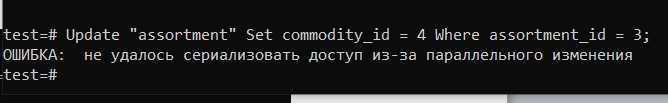 test=# Update "assortment" Set commodity_id = 4 Where assortment_id = 3;
ОШИБКА:  не удалось сериализовать доступ из-за параллельного изменения
test=#